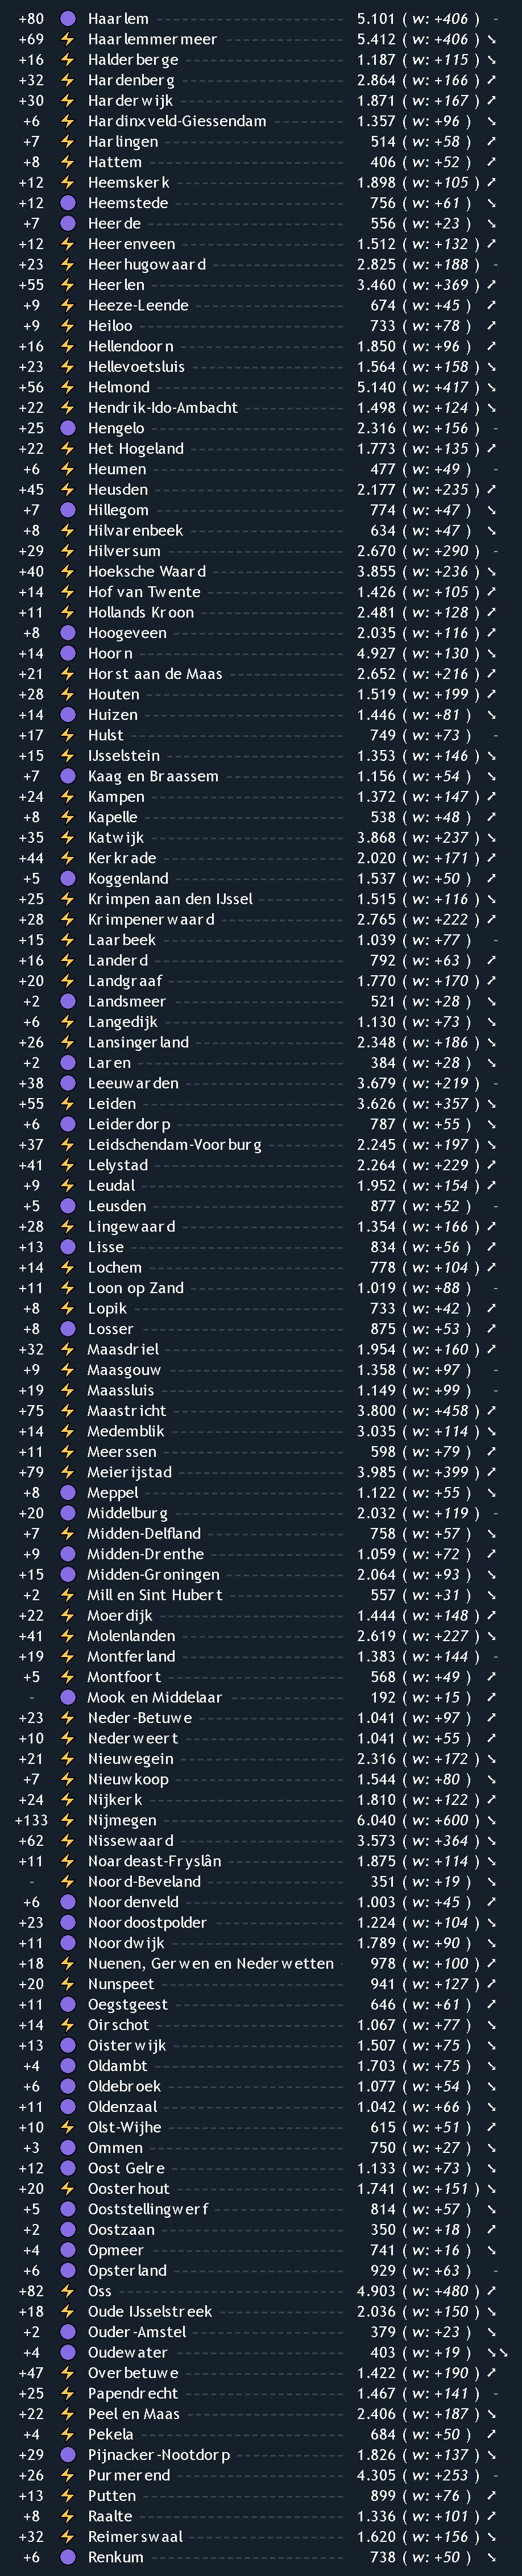 +80 Haarlem 5.101 ( w: +406 ) -
+69 Haarlemmermeer 5.412 ( w: +406 ) ↘
+16 Halderberge 1.187 ( w: +115 ) ↘
+32 Hardenberg 2.864 ( w: +166 ) ↗
+30 Harderwijk 1.871 ( w: +167 ) ↗
+6 Hardinxveld-Giessendam 1.357 ( w: +96 ) ↘
+7 Harlingen 514 ( w: +58 ) ↗
+8 Hattem 406 ( w: +52 ) ↗
+12 Heemskerk 1.898 ( w: +105 ) ↗
+12 Heemstede 756 ( w: +61 ) ↘
+7 Heerde 556 ( w: +23 ) ↘
+12 Heerenveen 1.512 ( w: +132 ) ↗
+23 Heerhugowaard 2.825 ( w: +188 ) -
+55 Heerlen 3.460 ( w: +369 ) ↗
+9 Heeze-Leende 674 ( w: +45 ) ↗
+9 Heiloo 733 ( w: +78 ) ↗
+16 Hellendoorn 1.850 ( w: +96 ) ↗
+23 Hellevoetsluis 1.564 ( w: +158 ) ↘
+56 Helmond 5.140 ( w: +417 ) ↘
+22 Hendrik-Ido-Ambacht 1.498 ( w: +124 ) ↘
+25 Hengelo 2.316 ( w: +156 ) -
+22 Het Hogeland 1.773 ( w: +135 ) ↗
+6 Heumen 477 ( w: +49 ) -
+45 Heusden 2.177 ( w: +235 ) ↗
+7 Hillegom 774 ( w: +47 ) ↘
+8 Hilvarenbeek 634 ( w: +47 ) ↘
+29 Hilversum 2.670 ( w: +290 ) -
+40 Hoeksche Waard 3.855 ( w: +236 ) ↘
+14 Hof van Twente 1.426 ( w: +105 ) ↗
+11 Hollands Kroon 2.481 ( w: +128 ) ↗
+8 Hoogeveen 2.035 ( w: +116 ) ↗
+14 Hoorn 4.927 ( w: +130 ) ↘
+21 Horst aan de Maas 2.652 ( w: +216 ) ↗
+28 Houten 1.519 ( w: +199 ) ↗
+14 Huizen 1.446 ( w: +81 ) ↘
+17 Hulst 749 ( w: +73 ) -
+15 IJsselstein 1.353 ( w: +146 ) ↘
+7 Kaag en Braassem 1.156 ( w: +54 ) ↘
+24 Kampen 1.372 ( w: +147 ) ↗
+8 Kapelle 538 ( w: +48 ) ↗
+35 Katwijk 3.868 ( w: +237 ) ↘
+44 Kerkrade 2.020 ( w: +171 ) ↗
+5 Koggenland 1.537 ( w: +50 ) ↗
+25 Krimpen aan den IJssel 1.515 ( w: +116 ) ↘
+28 Krimpenerwaard 2.765 ( w: +222 ) ↗
+15 Laarbeek 1.039 ( w: +77 ) -
+16 Landerd 792 ( w: +63 ) ↗
+20 Landgraaf 1.770 ( w: +170 ) ↗
+2 Landsmeer 521 ( w: +28 ) ↘
+6 Langedijk 1.130 ( w: +73 ) ↘
+26 Lansingerland 2.348 ( w: +186 ) ↘
+2 Laren 384 ( w: +28 ) ↘
+38 Leeuwarden 3.679 ( w: +219 ) -
+55 Leiden 3.626 ( w: +357 ) ↘
+6 Leiderdorp 787 ( w: +55 ) ↘
+37 Leidschendam-Voorburg 2.245 ( w: +197 ) ↘
+41 Lelystad 2.264 ( w: +229 ) ↗
+9 Leudal 1.952 ( w: +154 ) ↗
+5 Leusden 877 ( w: +52 ) -
+28 Lingewaard 1.354 ( w: +166 ) ↗
+13 Lisse 834 ( w: +56 ) ↗
+14 Lochem 778 ( w: +104 ) ↗
+11 Loon op Zand 1.019 ( w: +88 ) -
+8 Lopik 733 ( w: +42 ) ↗
+8 Losser 875 ( w: +53 ) ↗
+32 Maasdriel 1.954 ( w: +160 ) ↗
+9 Maasgouw 1.358 ( w: +97 )
+19 Maassluis 1.149 ( w: +99 ) -
+75 Maastricht 3.800 ( w: +458 ) ↗
+14 Medemblik 3.035 ( w: +114 ) ↘
+11 Meerssen 598 ( w: +79 ) ↗
+79 Meierijstad 3.985 ( w: +399 ) ↗
+8 Meppel 1.122 ( w: +55 ) ↘
+20 Middelburg 2.032 ( w: +119 ) -
+7 Midden-Delfland 758 ( w: +57 ) ↘
+9 Midden-Drenthe 1.059 ( w: +72 ) ↗
+15 Midden-Groningen 2.064 ( w: +93 ) ↘
+2 Mill en Sint Hubert 557 ( w: +31 ) ↘
+22 Moerdijk 1.444 ( w: +148 ) ↗
+41 Molenlanden 2.619 ( w: +227 ) ↘
+19 Montferland 1.383 ( w: +144 ) -
+5 Montfoort 568 ( w: +49 ) ↗
- Mook en Middelaar 192 ( w: +15 ) ↗
+23 Neder-Betuwe 1.041 ( w: +97 ) ↗
+10 Nederweert 1.041 ( w: +55 ) ↗
+21 Nieuwegein 2.316 ( w: +172 ) ↘
+7 Nieuwkoop 1.544 ( w: +80 ) ↘
+24 Nijkerk 1.810 ( w: +122 ) ↗
+133 Nijmegen 6.040 ( w: +600 ) ↘
+62 Nissewaard 3.573 ( w: +364 ) ↘
+11 Noardeast-Fryslân 1.875 ( w: +114 ) ↘
- Noord-Beveland 351 ( w: +19 ) ↘
+6 Noordenveld 1.003 ( w: +45 ) ↗
+23 Noordoostpolder 1.224 ( w: +104 ) ↘
+11 Noordwijk 1.789 ( w: +90 ) ↘
+18 Nuenen, Gerwen en Nederwetten 978 ( w: +100 ) ↗
+20 Nunspeet 941 ( w: +127 ) ↗
+11 Oegstgeest 646 ( w: +61 ) ↗
+14 Oirschot 1.067 ( w: +77 ) ↘
+13 Oisterwijk 1.507 ( w: +75 ) ↘
+4 Oldambt 1.703 ( w: +75 ) ↘
+6 Oldebroek 1.077 ( w: +54 ) ↘
+11 Oldenzaal 1.042 ( w: +66 ) ↘
+10 Olst-Wijhe 615 ( w: +51 ) ↗
+3 Ommen 750 ( w: +27 ) ↘
+12 Oost Gelre 1.133 ( w: +73 ) ↘
+20 Oosterhout 1.741 ( w: +151 ) ↘
+5 Ooststellingwerf 814 ( w: +57 ) ↘
+2 Oostzaan 350 ( w: +18 ) ↗
+4 Opmeer 741 ( w: +16 ) ↘
+6 Opsterland 929 ( w: +63 ) -
+82 Oss 4.903 ( w: +480 ) ↗
+18 Oude IJsselstreek 2.036 ( w: +150 ) ↘
+2 Ouder-Amstel 379 ( w: +23 ) ↘
+4 Oudewater 403 ( w: +19 ) ↘↘
+47 Overbetuwe 1.422 ( w: +190 ) ↗
+25 Papendrecht 1.467 ( w: +141 ) -
+22 Peel en Maas 2.406 ( w: +187 ) ↘
+4 Pekela 684 ( w: +50 ) ↗
+29 Pijnacker-Nootdorp 1.826 ( w: +137 ) ↘
+26 Purmerend 4.305 ( w: +253 ) -
+13 Putten 899 ( w: +76 ) ↗
+8 Raalte 1.336 ( w: +101 ) ↗
+32 Reimerswaal 1.620 ( w: +156 ) ↘
+6 Renkum 738 ( w: +50 ) ↘